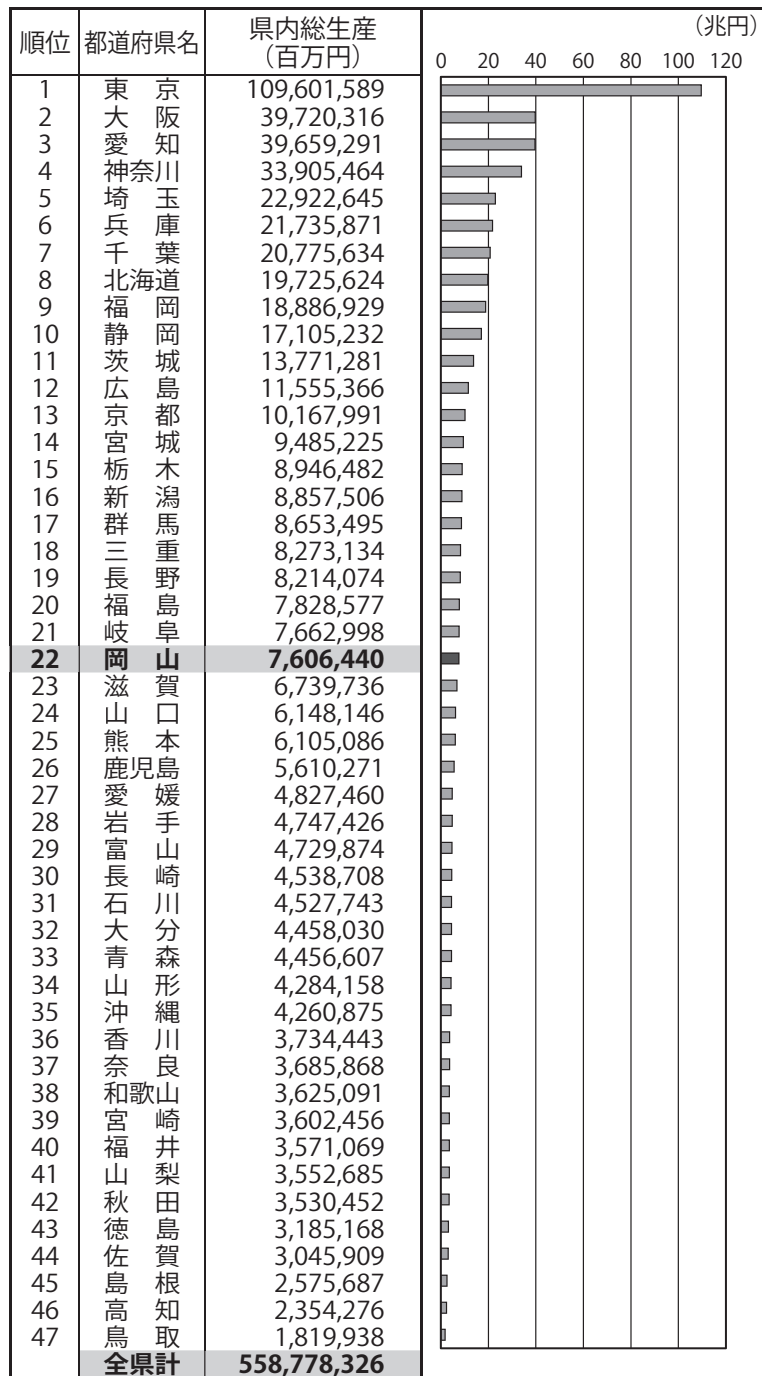 順位 都道府県名 県内総生産 (兆円)
(百万円) 0 20 40 60 80 100 120
1 東京 109,601,589
2 大阪 39,720,316
3 愛知 39,659,291
4 神奈川 33,905,464
5 埼玉 22,922,645
6 兵庫 21,735,871
7 千葉 20,775,634
8 北海道 19,725,624
9 福岡 18,886,929
10 静岡 17,105,232
11 茨城 13,771,281
12 広島 11,555,366
13 京都 10,167,991
14 宮城 9,485,225
15 栃木 8,946,482
16 新潟 8,857,506
17 群馬 8,653,495
18 三重 8,273,134
19 長野 8,214,074
20 福島 7,828,577
21 岐阜 7,662,998
22 岡山 7,606,440
23 滋賀 6,739,736
24 山口 6,148,146
25 熊本 6,105,086
26 鹿児島 5,610,271
27 愛媛 4,827,460
28 岩手 4,747,426
29 富山 4,729,874
30 長崎 4,538,708
31 石川 4,527,743
32 大分 4,458,030
33 青森 4,456,607
34 山形 4,284,158
35 沖縄 4,260,875
36 香川 3,734,443
37 奈良 3,685,868
38 和歌山 3,625,091
39 宮崎 3,602,456
40 福井 3,571,069
41 山梨 3,552,685
42 秋田 3,530,452
43 徳島 3,185,168
44 佐賀 3,045,909
45 島根 2,575,687
46 高知 2,354,276
47 鳥取 1,819,938
全県計 558,778,326